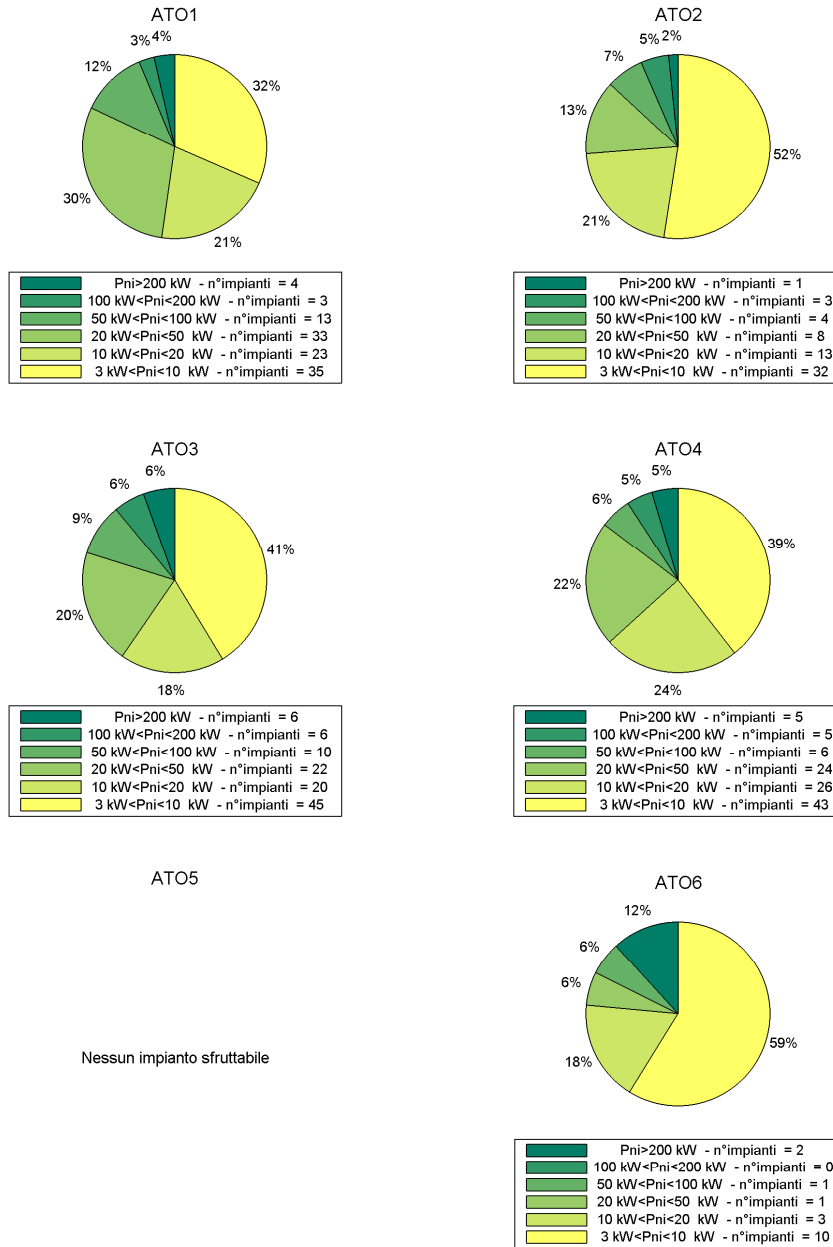 ATO1
3% 4%
12%
32%
30%
21%
Pni>200 kW - n°impianti = 4
100 kW<Pni<200 kW - n°impianti = 3
50 kW<Pni<100 kW - n°impianti = 13
20 kW<Pni<50 kW - n°impianti = 33
10 kW<Pni<20 kW - n°impianti = 23
3 kW<Pni<10 kW - n°impianti = 35
ATO2
5% 2%
7%
13%
52%
21%
Pni>200 kW - n°impianti = 1
100 kW<Pni<200 kW - n°impianti = 3
50 kW<Pni<100 kW - n°impianti = 4
20 kW<Pni<50 kW - n°impianti = 8
10 kW<Pni<20 kW - n°impianti = 13
3 kW<Pni<10 kW - n°impianti = 32
ATO3
6%
6%
9%
41%
20%
18%
Pni>200 kW - n°impianti = 6
100 kW<Pni<200 kW - n°impianti = 6
50 kW<Pni<100 kW - n°impianti = 10
20 kW<Pni<50 kW - n°impianti = 22
10 kW<Pni<20 kW - n°impianti = 20
3 kW<Pni<10 kW - n°impianti = 45
ATO4
5% 5%
6%
39%
22%
24%
Pni>200 kW - n°impianti = 5
100 kW<Pni<200 kW - n°impianti = 5
50 kW<Pni<100 kW - n°impianti = 6
20 kW<Pni<50 kW - n°impianti = 24
10 kW<Pni<20 kW - n°impianti = 26
3 kW<Pni<10 kW - n°impianti = 43
ATO5
Nessun impianto sfruttabile
ATO6
12%
6%
6%
59%
18%
Pni>200 kW - n°impianti = 2
100 kW<Pni<200 kW - n°impianti = 0
50 kW<Pni<100 kW - n°impianti = 1
20 kW<Pni<50 kW - n°impianti = 1
10 kW<Pni<20 kW - n°impianti = 3
3 kW<Pni<10 kW - n°impianti = 10